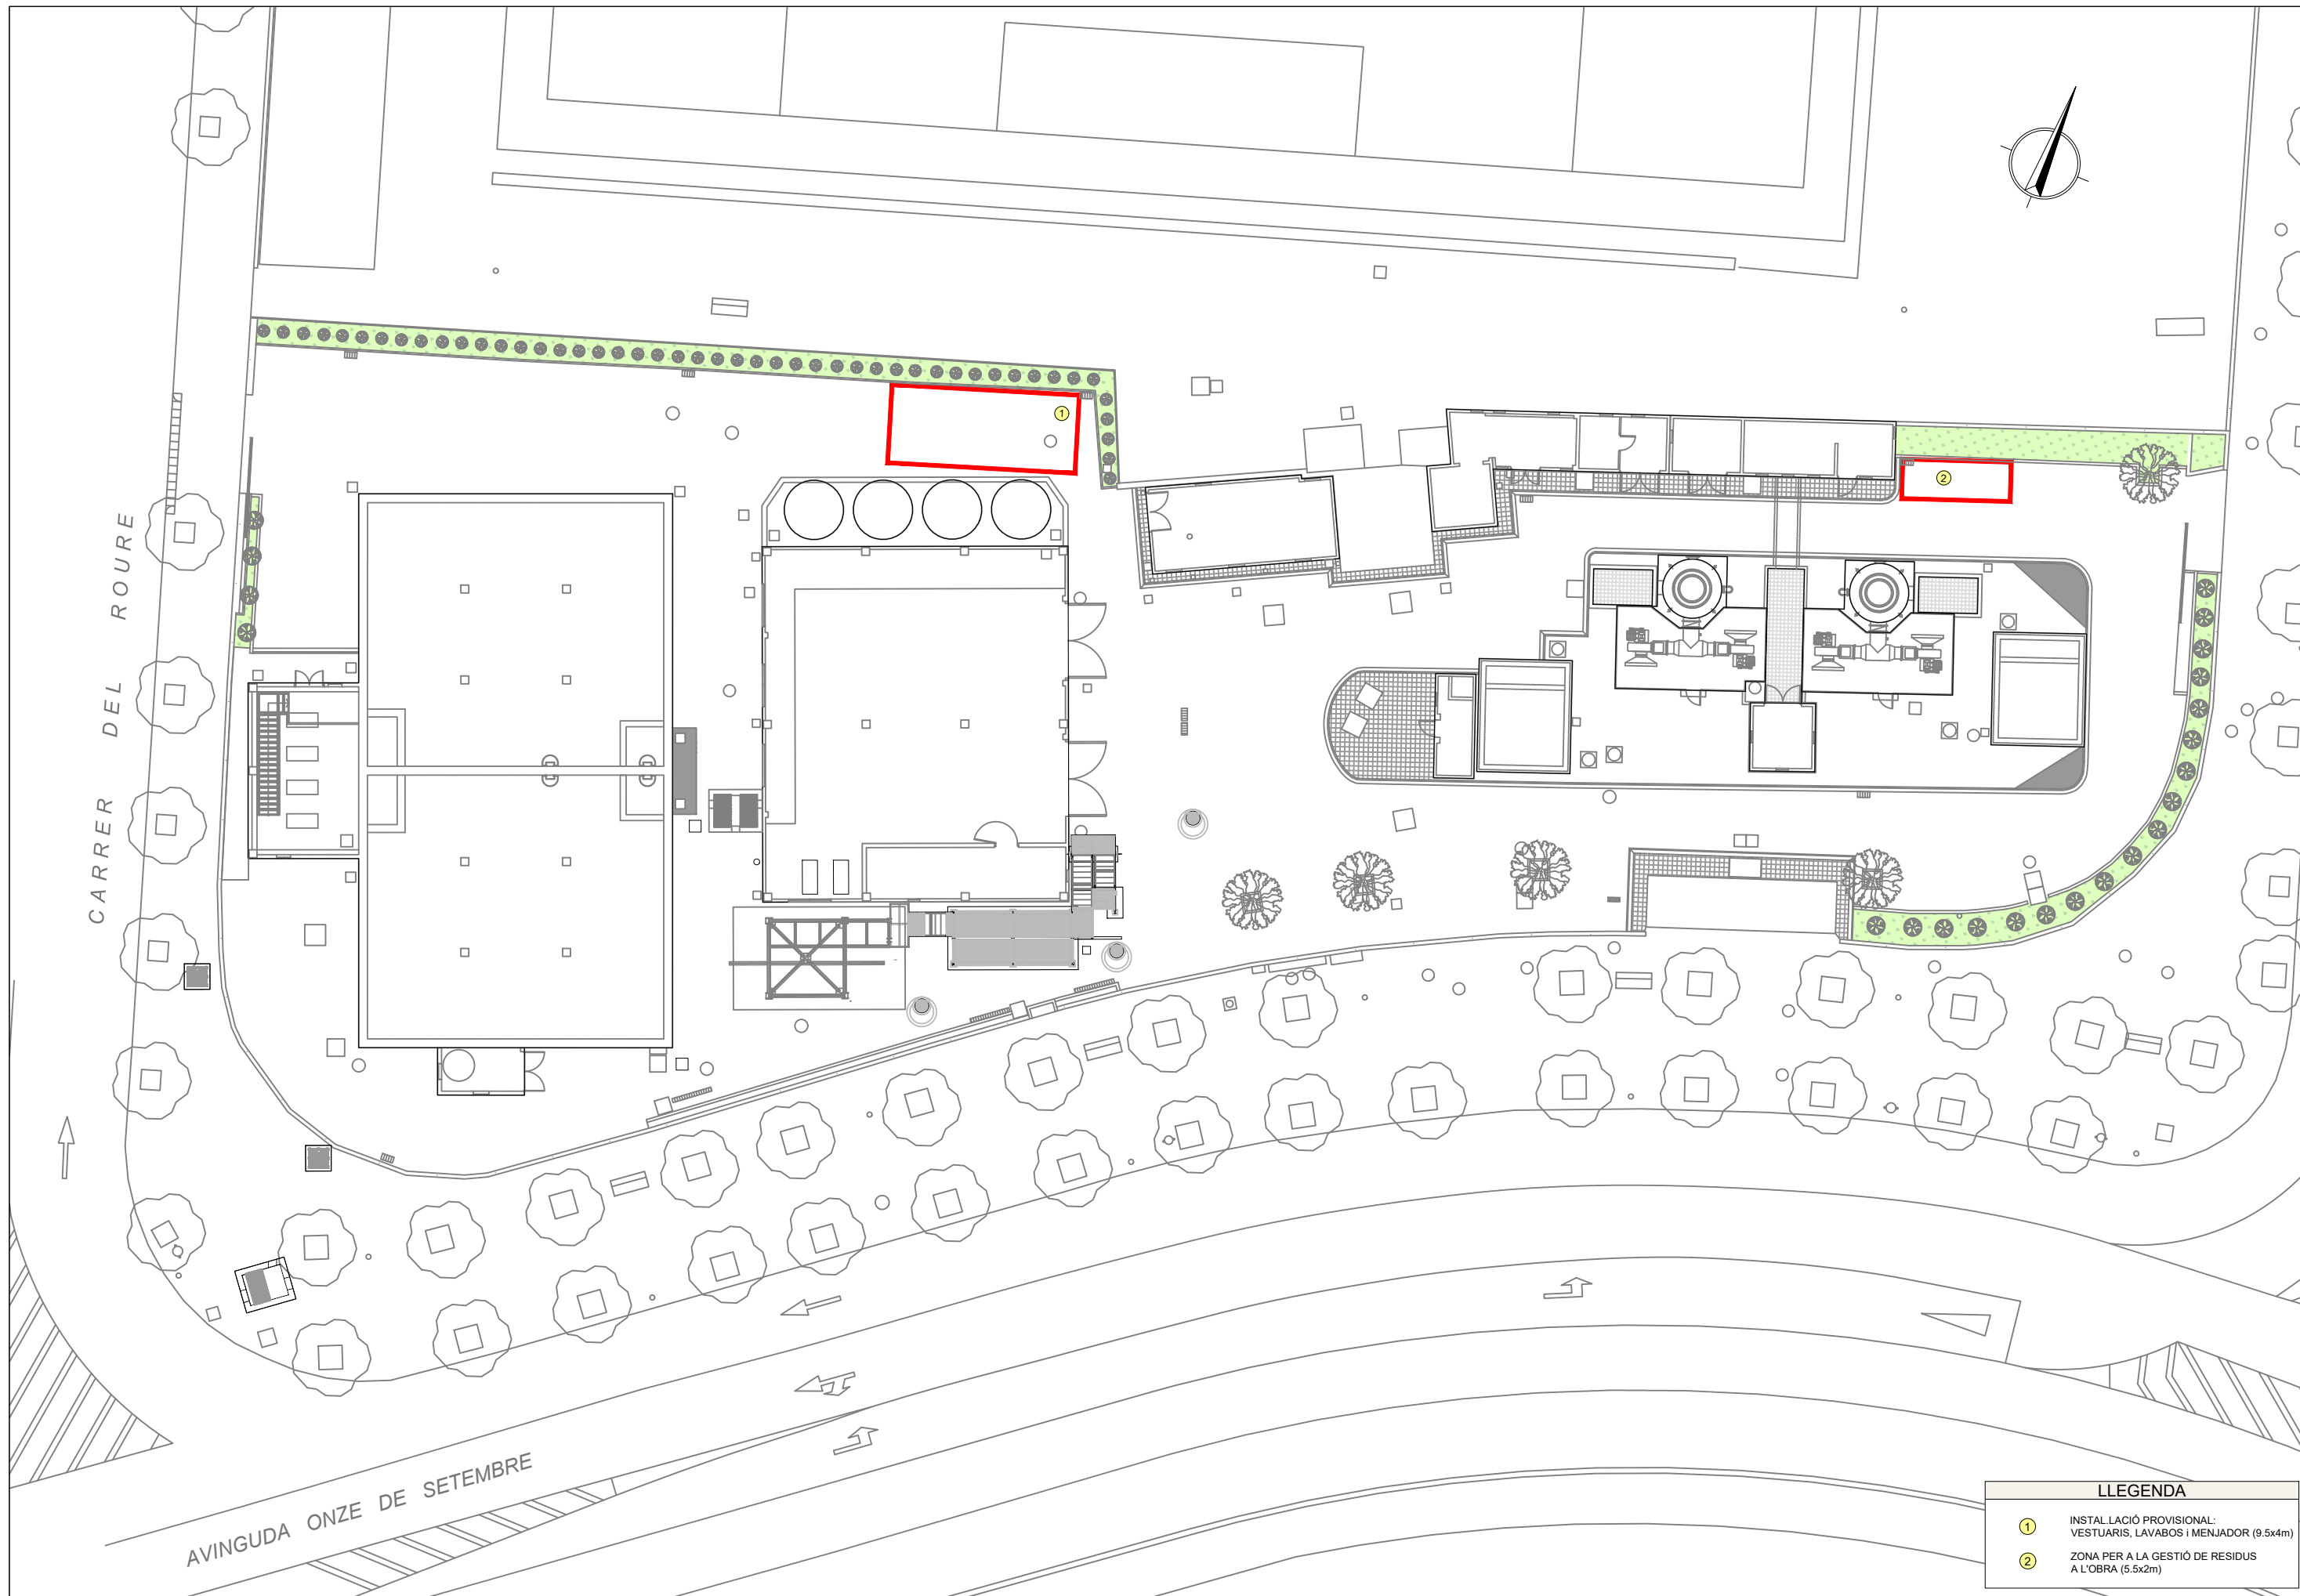 1
2
CARRER DEL ROURE
AVINGUDA ONZE DE SETEMBRE
LLEGENDA
1 INSTAL.LACIÓ PROVISIONAL:
VESTUARIS, LAVABOS i MENJADOR (9.5x4m)
2 ZONA PER A LA GESTIÓ DE RESIDUS
A L'OBRA (5.5x2m)